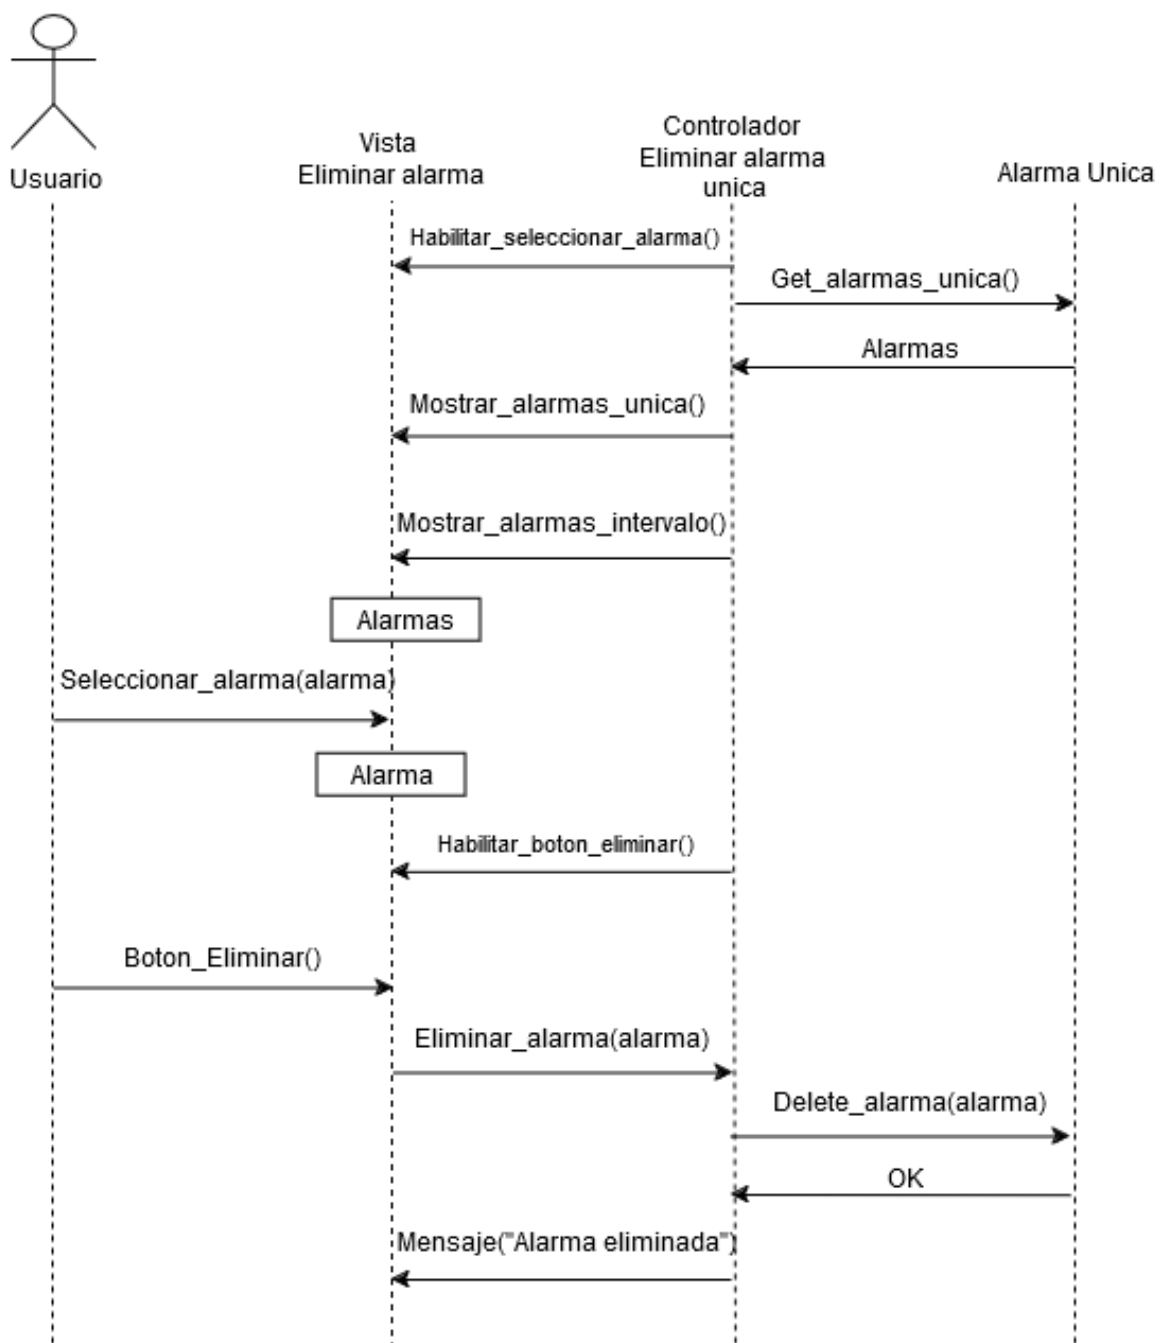 Usuario
Vista
Eliminar alarma
Controlador
Eliminar alarma
unica
Alarma Unica
Habilitar_seleccionar_alarma()
Get_alarmas_unica()
Alarmas
Mostrar_alarmas_unica()
Mostrar_alarmas_intervalo()
Alarmas
Seleccionar_alarma(alarma)
Alarma
Habilitar_boton_eliminar()
Boton_Eliminar()
Eliminar_alarma(alarma)
Delete_alarma(alarma)
OK
Mensaje("Alarma eliminada")